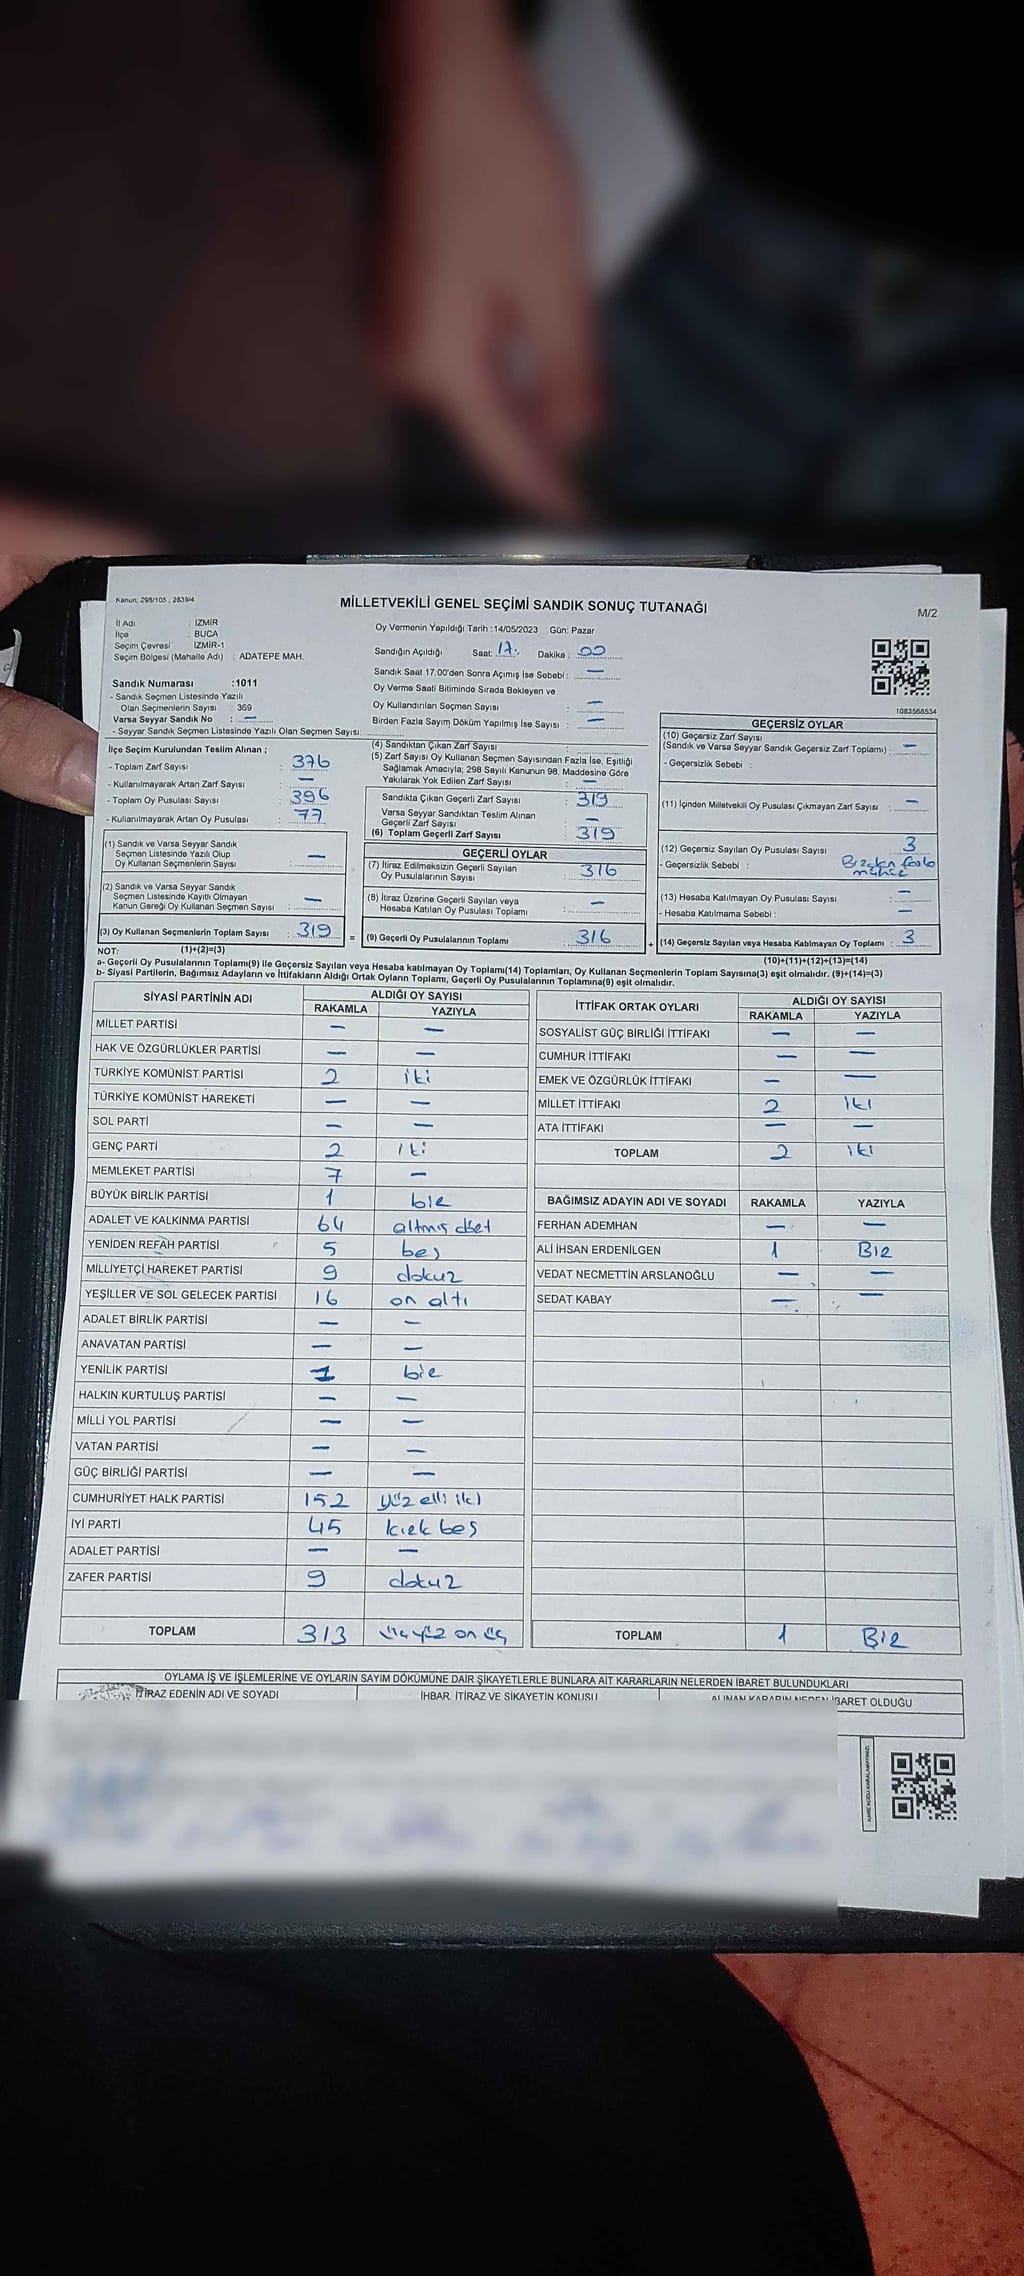 Kanun: 298/105 , 2839/4
MİLLETVEKİLİ GENEL SEÇİMİ SANDIK SONUÇ TUTANAĞI
M/2
İl Adı : İZMİR
İlçe : BUCA
Seçim Çevresi İZMİR-1
Seçim Bölgesi (Mahalle Adı) : ADATEPE MAH.
Oy Vermenin Yapıldığı Tarih :14/05/2023 Gün: Pazar
Sandığın Açıldığı Saat: 17. Dakika : 00
Sandık Saat 17.00'den Sonra Açımış İse Sebebi : —
Oy Verme Saati Bitiminde Sırada Bekleyen ve
Oy Kullandırılan Seçmen Sayısı : —
Birden Fazla Sayım Döküm Yapılmış İse Sayısı : —
1083568534
Sandık Numarası :1011
- Sandık Seçmen Listesinde Yazılı
Olan Seçmenlerin Sayısı : 369
Varsa Seyyar Sandık No : —
- Seyyar Sandık Seçmen Listesinde Yazılı Olan Seçmen Sayısı:
İlçe Seçim Kurulundan Teslim Alınan ;
- Toplam Zarf Sayısı : 376
- Kullanılmayarak Artan Zarf Sayısı : —
- Toplam Oy Pusulası Sayısı : 396
- Kullanılmayarak Artan Oy Pusulası : 77
(1) Sandık ve Varsa Seyyar Sandık
Seçmen Listesinde Yazılı Olup
Oy Kullanan Seçmenlerin Sayısı : —
(2) Sandık ve Varsa Seyyar Sandık
Seçmen Listesinde Kayıtlı Olmayan
Kanun Gereği Oy Kullanan Seçmen Sayısı : —
(3) Oy Kullanan Seçmenlerin Toplam Sayısı : 319 =
(4) Sandıktan Çıkan Zarf Sayısı :
(5) Zarf Sayısı Oy Kullanan Seçmen Sayısından Fazla İse, Eşitliği
Sağlamak Amacıyla; 298 Sayılı Kanunun 98. Maddesine Göre
Yakılarak Yok Edilen Zarf Sayısı : —
Sandıkta Çıkan Geçerli Zarf Sayısı : 319
Varsa Seyyar Sandıktan Teslim Alınan
Geçerli Zarf Sayısı : —
(6) Toplam Geçerli Zarf Sayısı : 319
GEÇERLİ OYLAR
(7) İtiraz Edilmeksizin Geçerli Sayılan
Oy Pusulalarının Sayısı : 316
(8) İtiraz Üzerine Geçerli Sayılan veya
Hesaba Katılan Oy Pusulası Toplamı : —
(9) Geçerli Oy Pusulalarının Toplamı : 316 +
GEÇERSİZ OYLAR
(10) Geçersiz Zarf Sayısı
(Sandık ve Varsa Seyyar Sandık Geçersiz Zarf Toplamı) : —
- Geçersizlik Sebebi :
(11) İçinden Milletvekili Oy Pusulası Çıkmayan Zarf Sayısı : —
(12) Geçersiz Sayılan Oy Pusulası Sayısı : 3
- Geçersizlik Sebebi : Birden fazla
(13) Hesaba Katılmayan Oy Pusulası Sayısı : —
- Hesaba Katılmama Sebebi : —
(14) Geçersiz Sayılan veya Hesaba Katılmayan Oy Toplamı : 3
NOT: (1)+(2)=(3) (10)+(11)+(12)+(13)=(14)
a- Geçerli Oy Pusulalarının Toplamı(9) ile Geçersiz Sayılan veya Hesaba katılmayan Oy Toplamı(14) Toplamları, Oy Kullanan Seçmenlerin Toplam Sayısına(3) eşit olmalıdır. (9)+(14)=(3)
b- Siyasi Partilerin, Bağımsız Adayların ve İttifakların Aldığı Ortak Oyların Toplamı, Geçerli Oy Pusulalarının Toplamına(9) eşit olmalıdır.
SİYASİ PARTİNİN ADI ALDIĞI OY SAYISI
RAKAMLA YAZIYLA
MİLLET PARTİSİ — —
HAK VE ÖZGÜRLÜKLER PARTİSİ — —
TÜRKİYE KOMÜNİST PARTİSİ 2 iki
TÜRKİYE KOMÜNİST HAREKETİ — —
SOL PARTİ — —
GENÇ PARTİ 2 iki
MEMLEKET PARTİSİ 7 —
BÜYÜK BİRLİK PARTİSİ 1 bir
ADALET VE KALKINMA PARTİSİ 64 altmış dört
YENİDEN REFAH PARTİSİ 5 beş
MİLLİYETÇİ HAREKET PARTİSİ 9 dokuz
YEŞİLLER VE SOL GELECEK PARTİSİ 16 on altı
ADALET BİRLİK PARTİSİ — —
ANAVATAN PARTİSİ — —
YENİLİK PARTİSİ 1 bir
HALKIN KURTULUŞ PARTİSİ — —
MİLLİ YOL PARTİSİ — —
VATAN PARTİSİ — —
GÜÇ BİRLİĞİ PARTİSİ — —
CUMHURİYET HALK PARTİSİ 152 yüz elli iki
İYİ PARTİ 45 kırk beş
ADALET PARTİSİ — —
ZAFER PARTİSİ 9 dokuz
TOPLAM 313 üçyüz on üç
İTTİFAK ORTAK OYLARI ALDIĞI OY SAYISI
RAKAMLA YAZIYLA
SOSYALİST GÜÇ BİRLİĞİ İTTİFAKI — —
CUMHUR İTTİFAKI — —
EMEK VE ÖZGÜRLÜK İTTİFAKI — —
MİLLET İTTİFAKI 2 iki
ATA İTTİFAKI — —
TOPLAM 2 iki
BAĞIMSIZ ADAYIN ADI VE SOYADI RAKAMLA YAZIYLA
FERHAN ADEMHAN — —
ALİ İHSAN ERDENİLGEN 1 BİR
VEDAT NECMETTİN ARSLANOĞLU — —
SEDAT KABAY — —
TOPLAM 1 BİR
OYLAMA İŞ VE İŞLEMLERİNE VE OYLARIN SAYIM DÖKÜMÜNE DAİR ŞİKAYETLERLE BUNLARA AİT KARARLARIN NELERDEN İBARET BULUNDUKLARI
İTİRAZ EDENİN ADI VE SOYADI İHBAR, İTİRAZ VE ŞİKAYETİN KONUSU ALINAN KARARIN NEDEN İBARET OLDUĞU